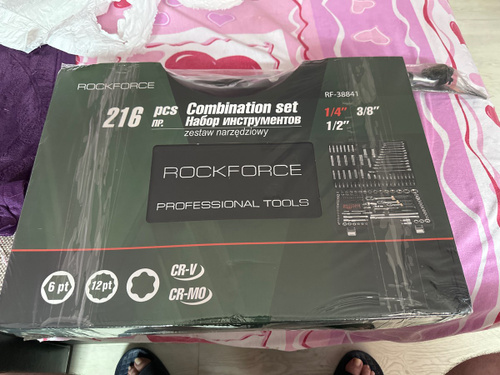 ROCKFORCE
RF-38841
216 pcs Combination set
ПР. Набор инструментов
zestaw narzędziowy
1/4″ 3/8″
1/2″
ROCKFORCE
PROFESSIONAL TOOLS
6 pt 12pt
CR-V
CR-MO